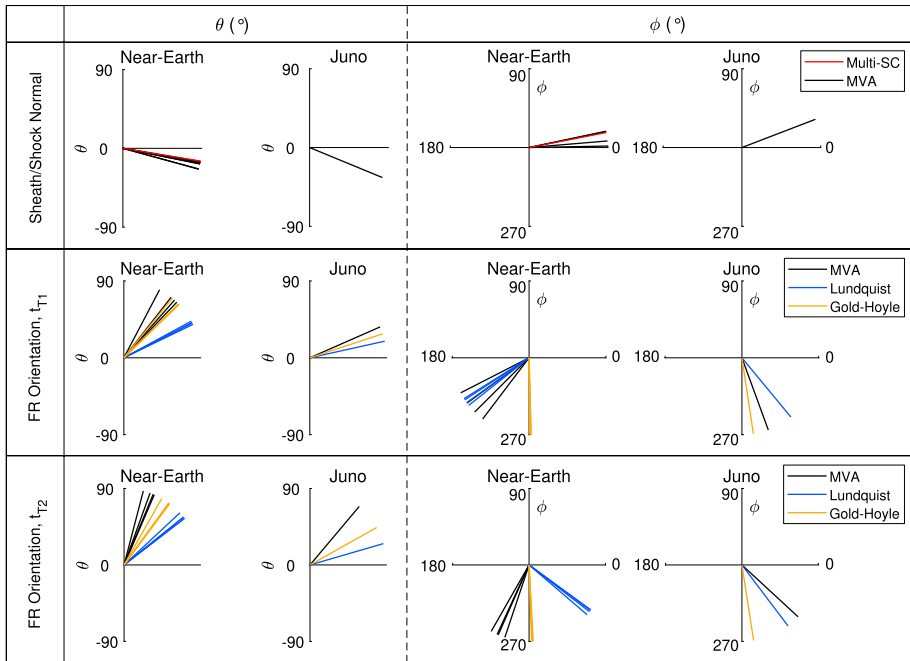 θ (°)
ϕ (°)
Sheath/Shock Normal
Near-Earth
90
θ
0
-90
Juno
90
θ
0
-90
Near-Earth
90
ϕ
180
0
270
Juno
90
ϕ
180
0
270
Multi-SC
MVA
FR Orientation, tT1
Near-Earth
90
θ
0
-90
Juno
90
θ
0
-90
Near-Earth
90
ϕ
180
0
270
Juno
90
ϕ
180
0
270
MVA
Lundquist
Gold-Hoyle
FR Orientation, tT2
Near-Earth
90
θ
0
-90
Juno
90
θ
0
-90
Near-Earth
90
ϕ
180
0
270
Juno
90
ϕ
180
0
270
MVA
Lundquist
Gold-Hoyle